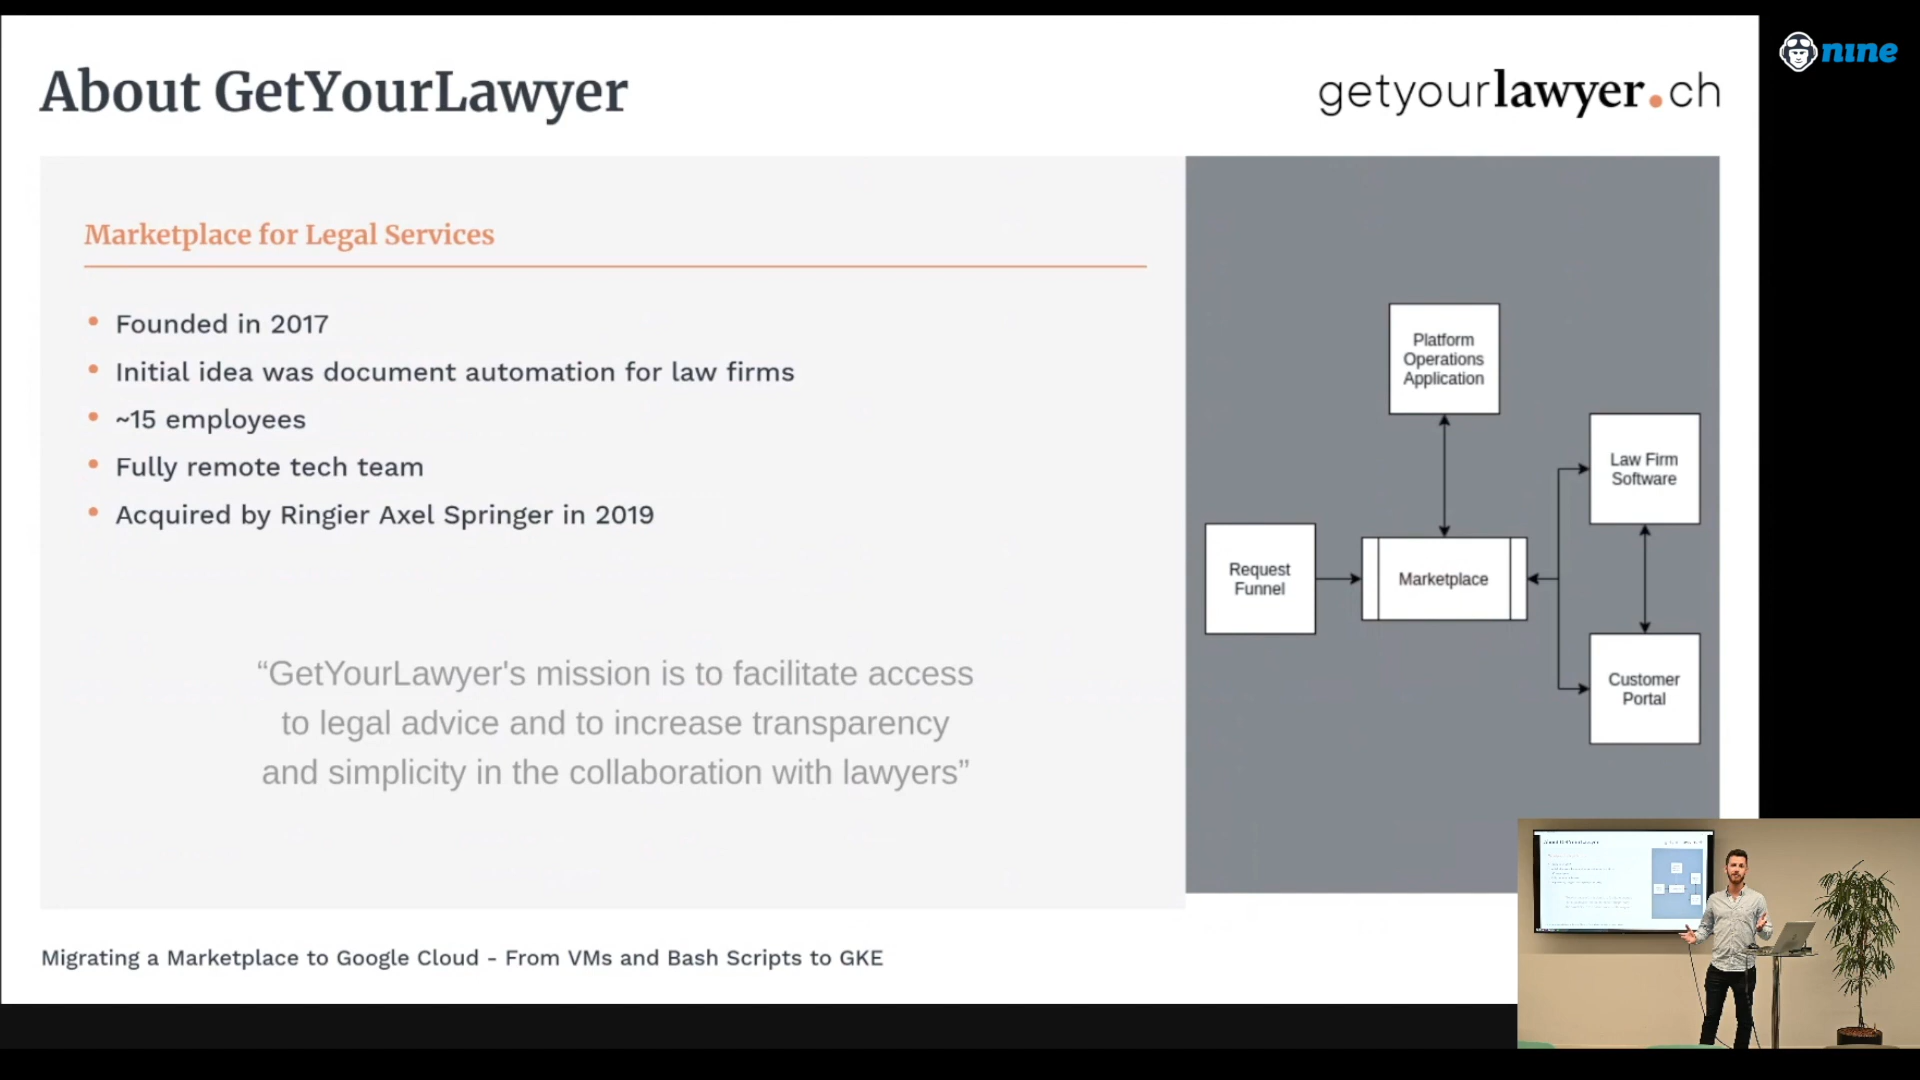 About GetYourLawyer
getyourlawyer.ch
nine
Marketplace for Legal Services
• Founded in 2017
• Initial idea was document automation for law firms
• ~15 employees
• Fully remote tech team
• Acquired by Ringier Axel Springer in 2019
“GetYourLawyer's mission is to facilitate access
to legal advice and to increase transparency
and simplicity in the collaboration with lawyers”
Platform
Operations
Application
Law Firm
Software
Request
Funnel
Marketplace
Customer
Portal
Migrating a Marketplace to Google Cloud - From VMs and Bash Scripts to GKE
About GetYourLawyer